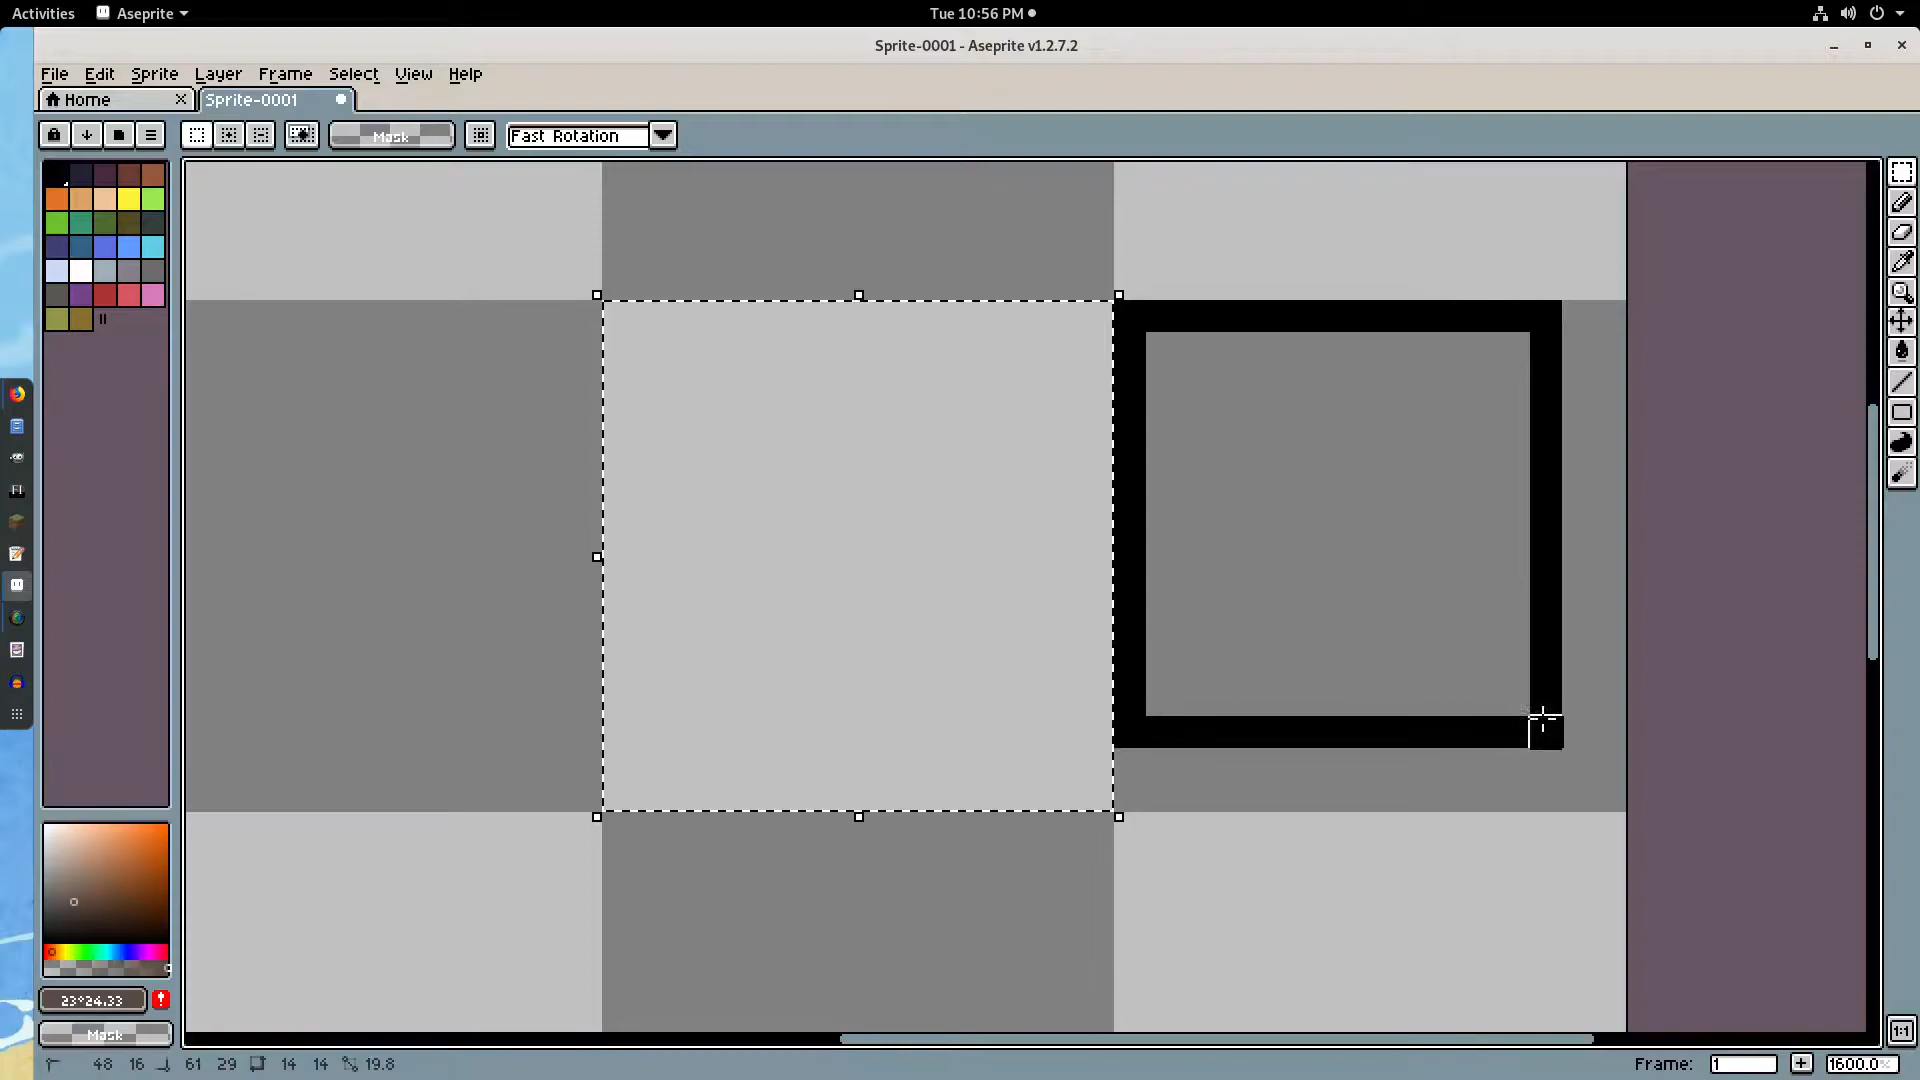 Activities Aseprite Tue 10:56 PM
Sprite-0001 - Aseprite v1.2.7.2
File Edit Sprite Layer Frame Select View Help
Home Sprite-0001
Mask Fast Rotation
23°24.33
Mask
48 16 61 29 14 14 19.8 Frame: 1 1600.0%
1:1